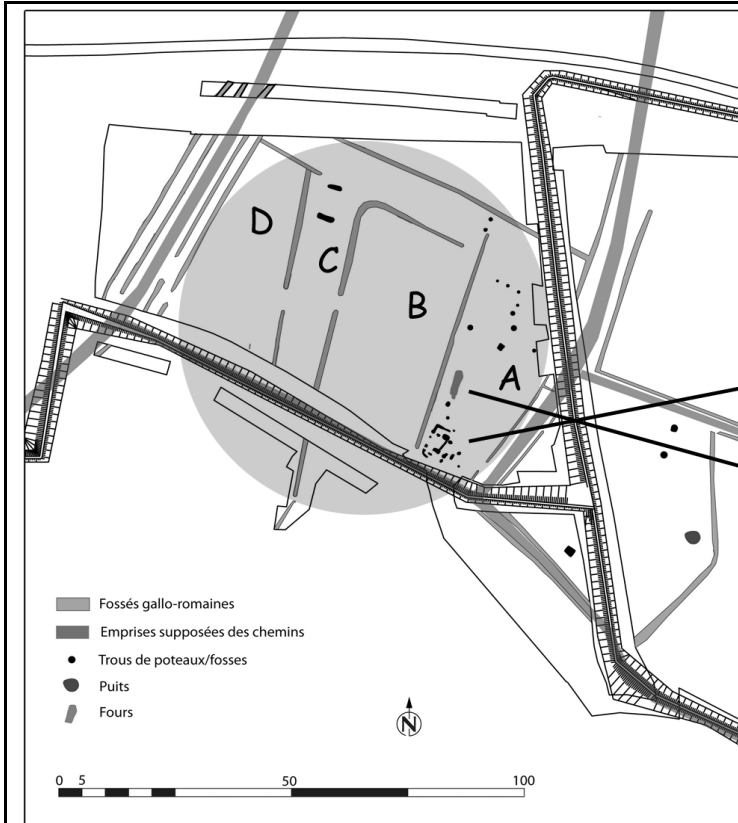 D
C
B
A
Fossés gallo-romaines
Emprises supposées des chemins
Trous de poteaux/fosses
Puits
Fours
N
0 5 50 100